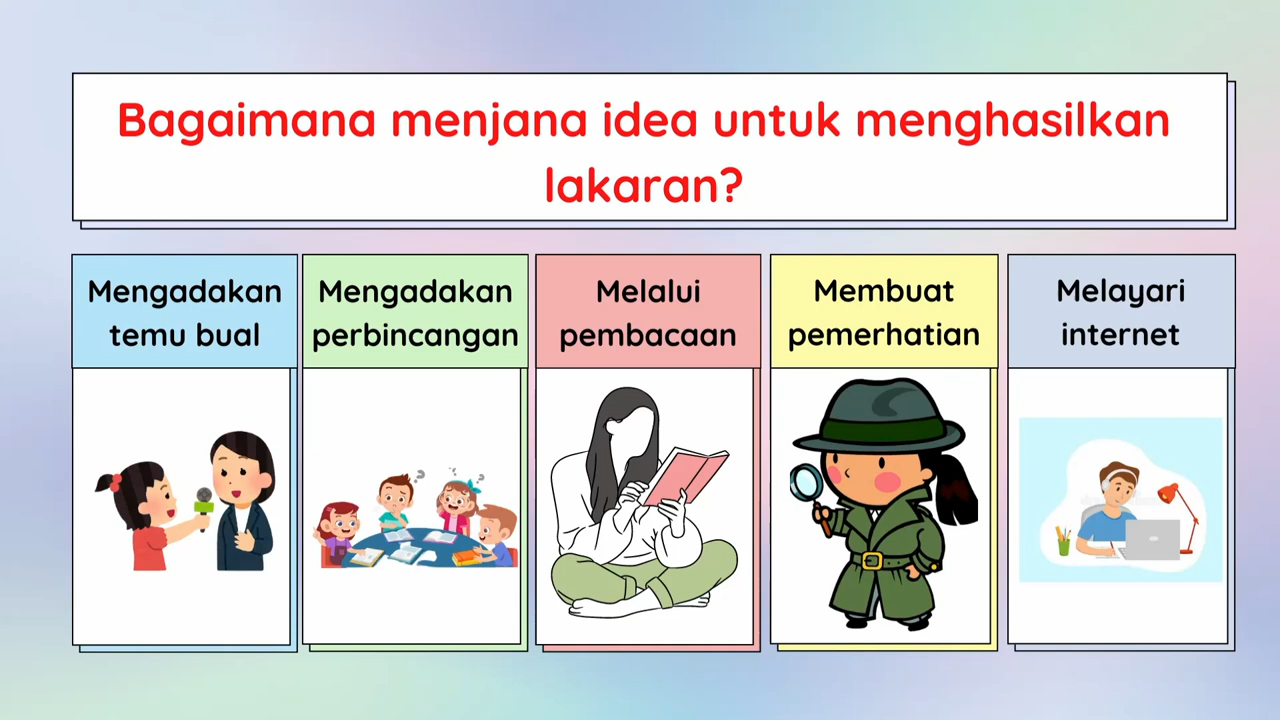 Bagaimana menjana idea untuk menghasilkan
lakaran?
Mengadakan
temu bual
Mengadakan
perbincangan
Melalui
pembacaan
Membuat
pemerhatian
Melayari
internet